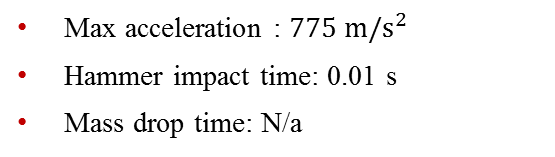 • Max acceleration : 775 m/s²
• Hammer impact time: 0.01 s
• Mass drop time: N/a